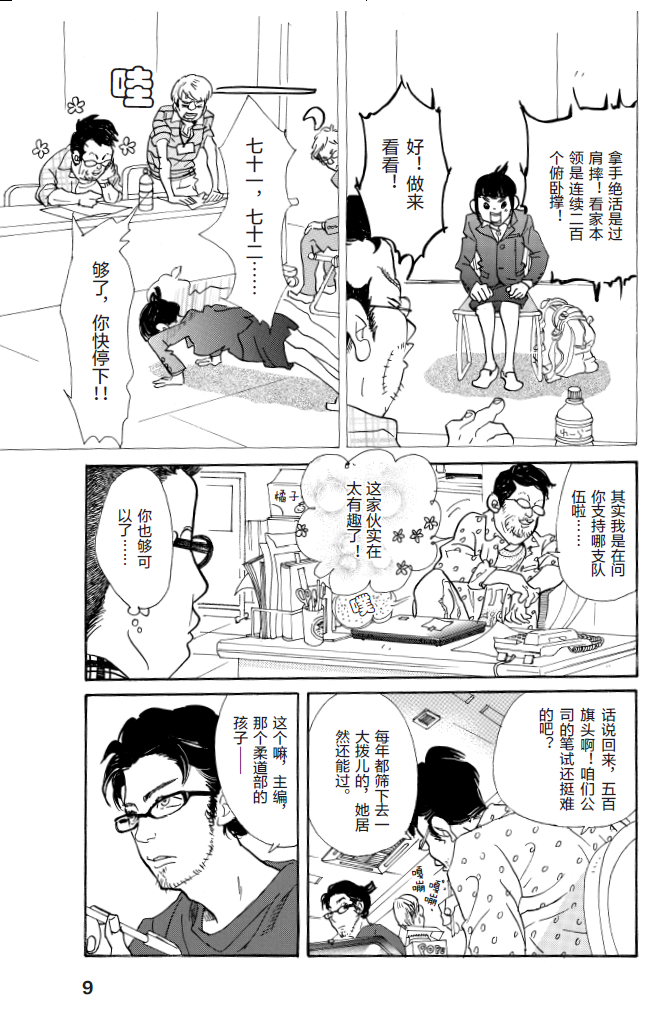 拿手绝活是过
肩摔！看家本
领是连续二百
个俯卧撑！
好！做来
看看！
七十一，七十二……
哇
够了，你快停下！！
其实我是在问
你支持哪支队
伍啦……
这家伙实在
太有趣了！
嘿
橘子
你也够可
以了……
话说回来，五百
旗头啊！咱们公
司的笔试还挺难
的吧？
每年都筛下去一
大拨儿的，她居
然还能过。
这个嘛，主编，
那个柔道部的
孩子——
9